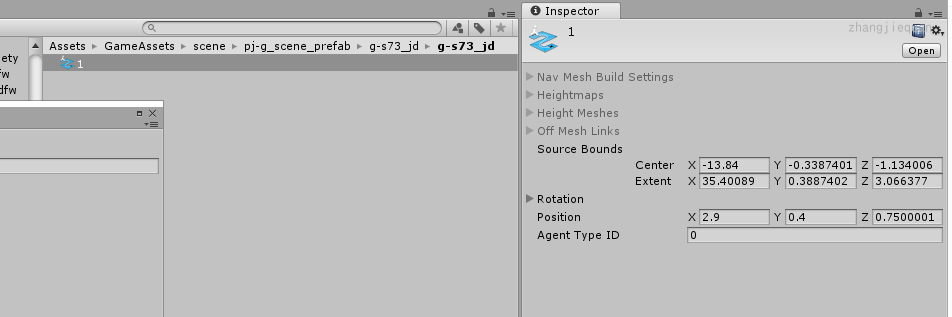 Inspector
Assets ▸ GameAssets ▸ scene ▸ pj-g_scene_prefab ▸ g-s73_jd ▸ g-s73_jd
1
ety
fw
dfw
1
Open
Nav Mesh Build Settings
Heightmaps
Height Meshes
Off Mesh Links
Source Bounds
Center X -13.84 Y -0.3387401 Z -1.134006
Extent X 35.40089 Y 0.3887402 Z 3.066377
Rotation
Position X 2.9 Y 0.4 Z 0.7500001
Agent Type ID 0